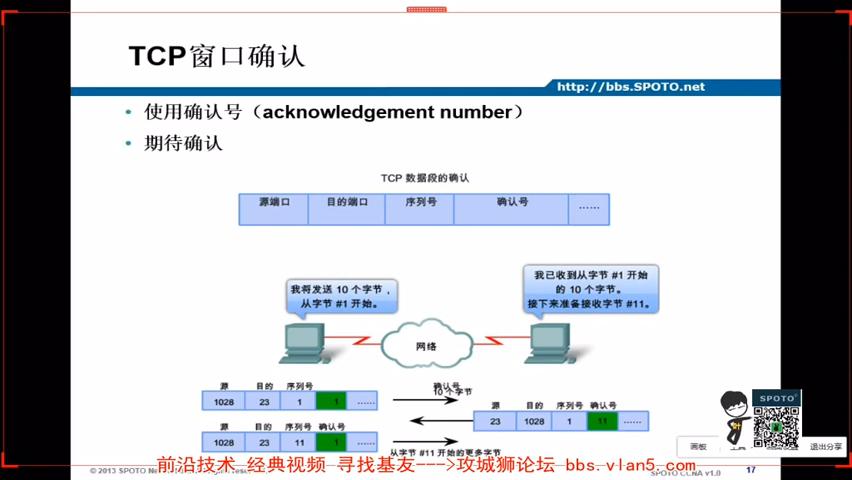 TCP窗口确认
http://bbs.SPOTO.net
使用确认号（acknowledgement number）
期待确认
TCP 数据段的确认
源端口 目的端口 序列号 确认号 ......
我将发送 10 个字节，
从字节 #1 开始。
我已收到从字节 #1 开始
的 10 个字节。
接下来准备接收字节 #11。
网络
源 目的 序列号 确认号
1028 23 1 1 ......
10 个字节
源 目的 序列号 确认号
23 1028 1 11 ......
源 目的 序列号 确认号
1028 23 11 1 ......
从字节 #11 开始的更多字节
SPOTO
画板 退出分享
前沿技术 经典视频 寻找基友--->攻城狮论坛 bbs.vlan5.com
© 2013 SPOTO
SPOTO CCNA v1.0
17